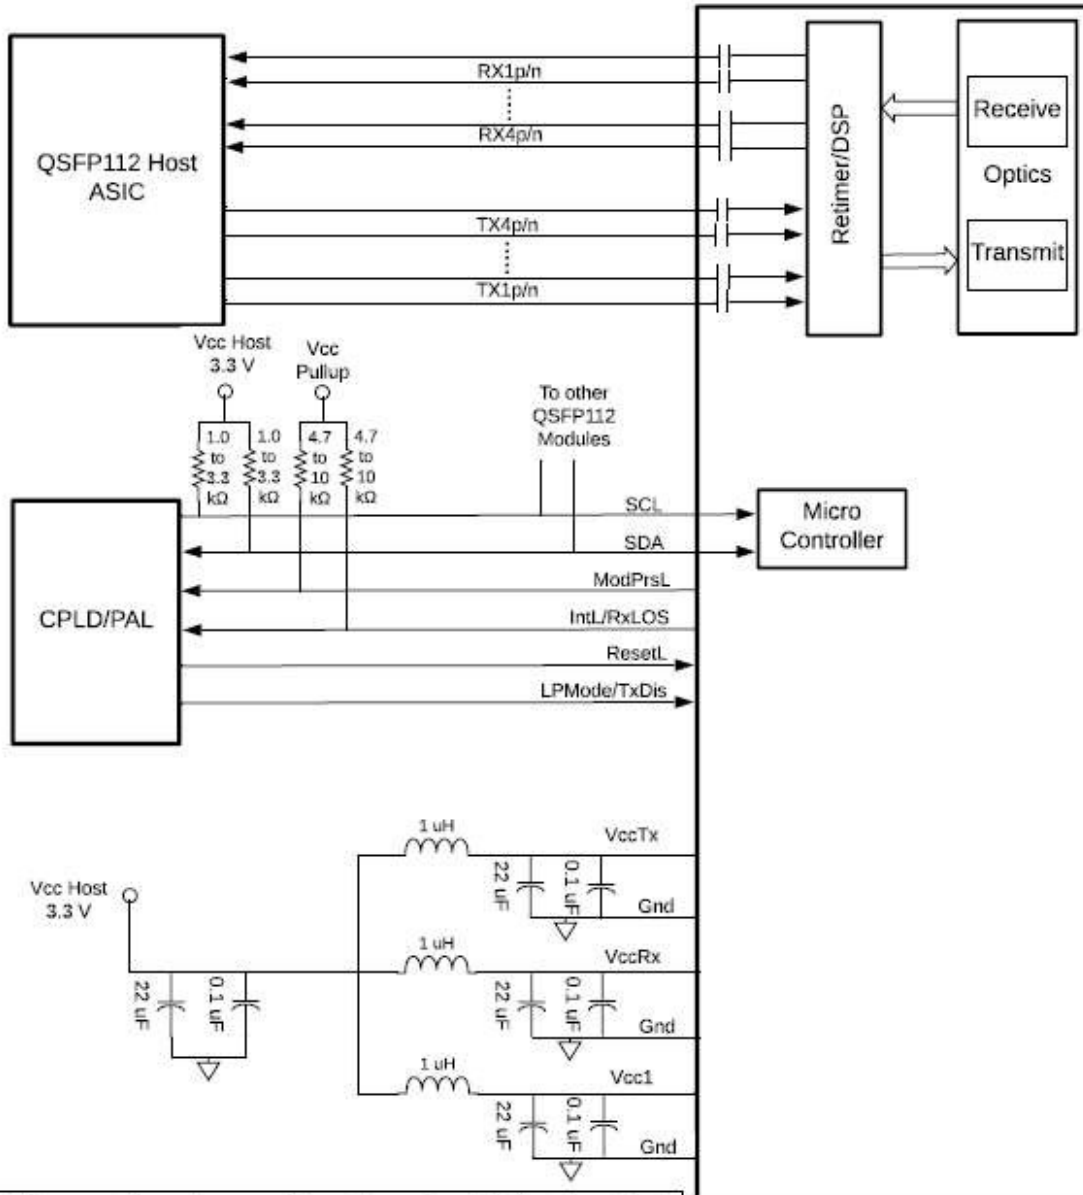 QSFP112 Host
ASIC
RX1p/n
RX4p/n
TX4p/n
TX1p/n
Retimer/DSP
Receive
Optics
Transmit
Vcc Host
3.3 V
Vcc
Pullup
1.0
to
3.3
kΩ
1.0
to
3.3
kΩ
4.7
to
10
kΩ
4.7
to
10
kΩ
To other
QSFP112
Modules
CPLD/PAL
SCL
SDA
ModPrsL
IntL/RxLOS
ResetL
LPMode/TxDis
Micro
Controller
Vcc Host
3.3 V
22 uF
0.1 uF
1 uH
VccTx
22 uF
0.1 uF
Gnd
1 uH
VccRx
22 uF
0.1 uF
Gnd
1 uH
Vcc1
22 uF
0.1 uF
Gnd